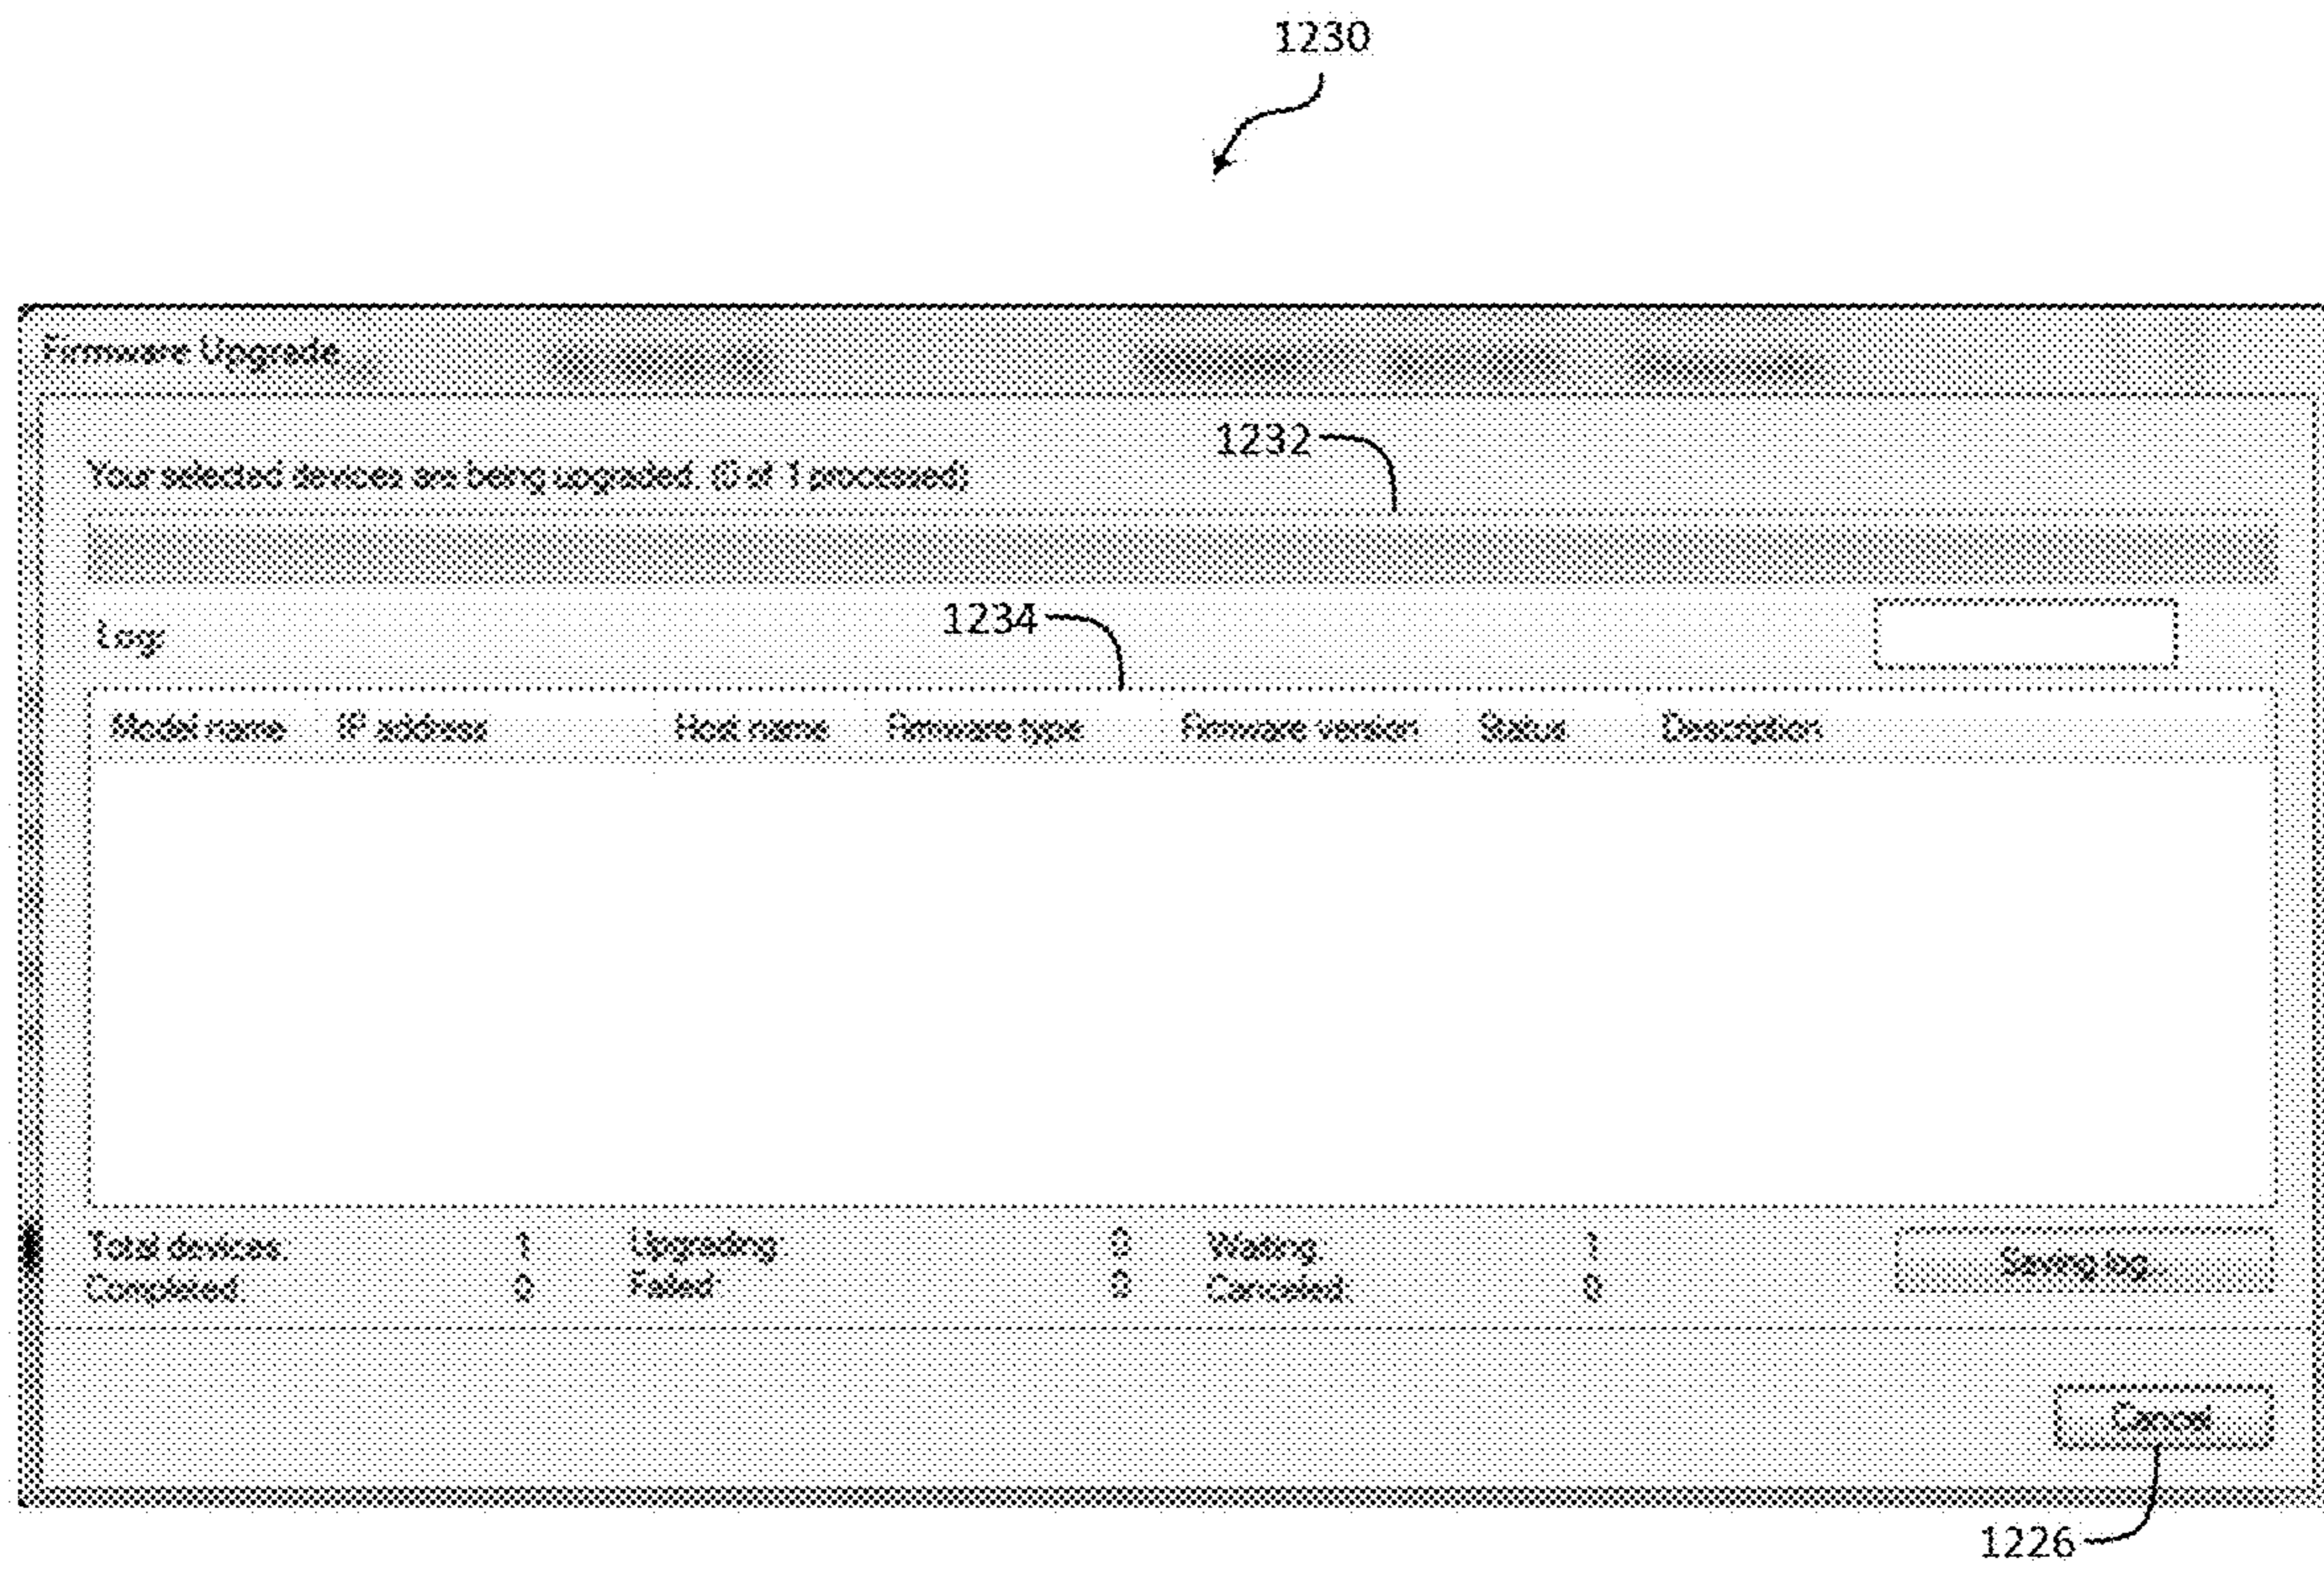 1230
Firmware Upgrade...
1232
Your selected devices are being upgraded. (0 of 1 processed)
1234
Log:
Model name IP address Host name Firmware type Firmware version Status Description
Total devices: 1 Upgrading: 0 Waiting: 1
Completed: 0 Failed: 0 Canceled: 0
Saving log...
Cancel
1226